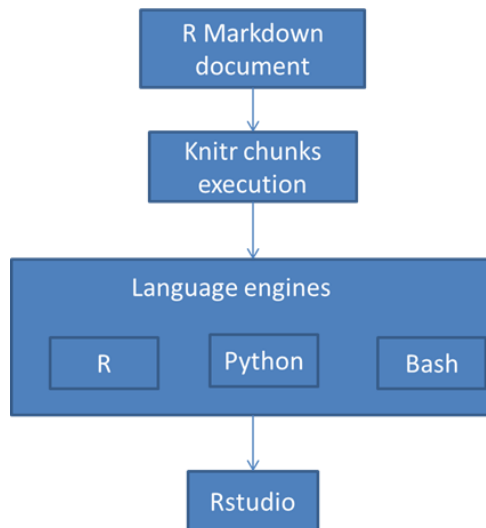 R Markdown
document
Knitr chunks
execution
Language engines
R
Python
Bash
Rstudio